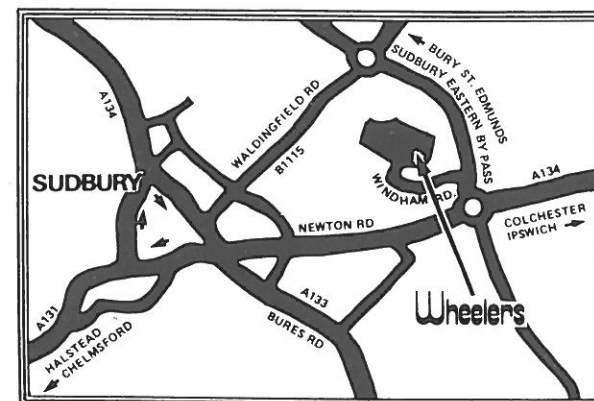 BURY ST. EDMUNDS
SUDBURY EASTERN BY PASS
A134
WALDINGFIELD RD
B1115
SUDBURY
WINDHAM RD.
A134
NEWTON RD
COLCHESTER
IPSWICH
A133
BURES RD
Wheelers
A131
HALSTEAD
CHELMSFORD